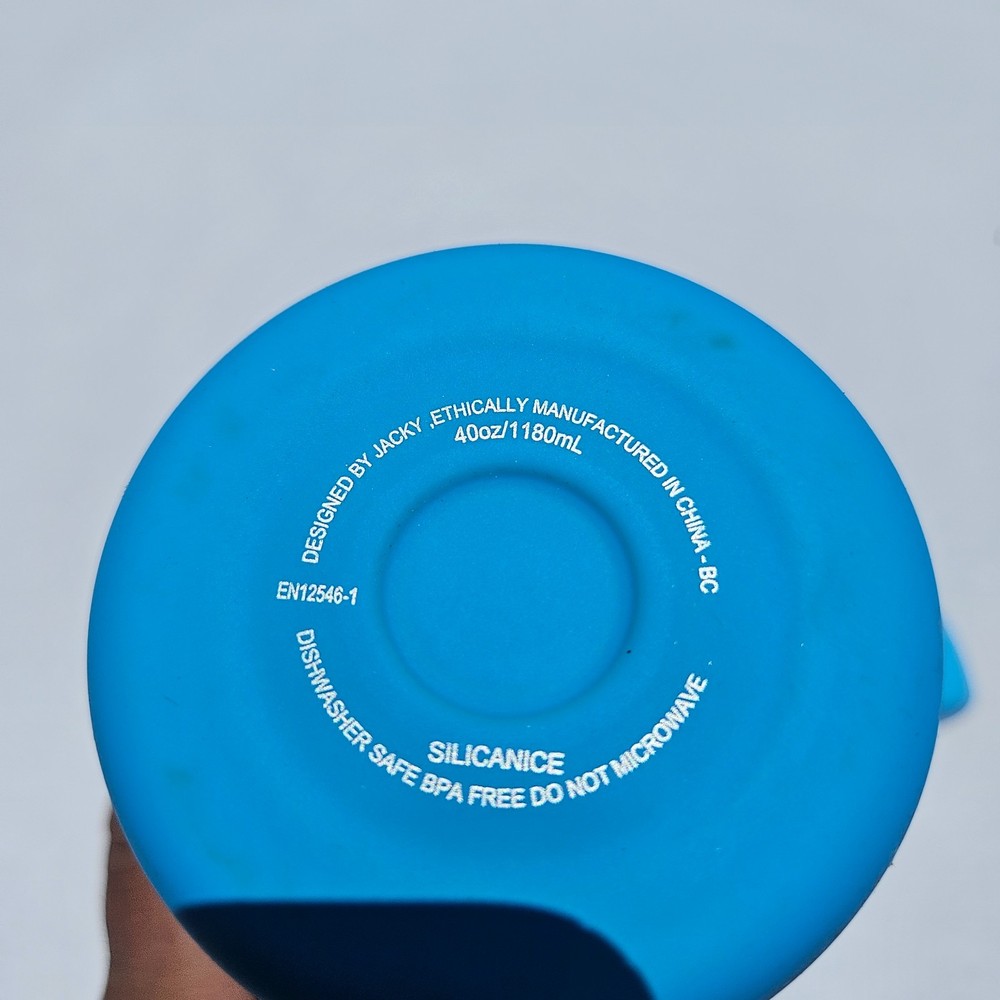 DESIGNED BY JACKY ,ETHICALLY MANUFACTURED IN CHINA - BC
40oz/1180mL
EN12546-1
SILICANICE
DISHWASHER SAFE BPA FREE DO NOT MICROWAVE